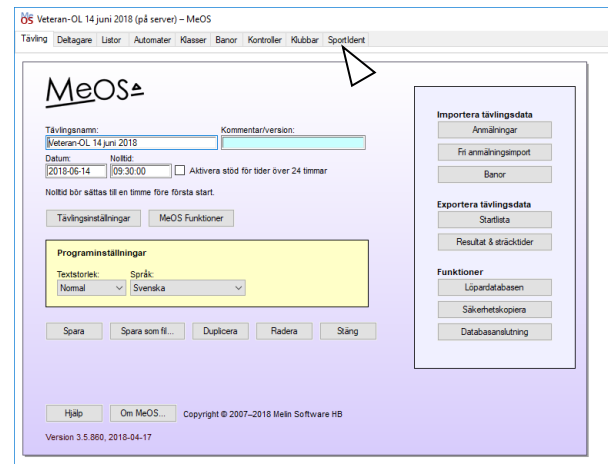 MeOS Veteran-OL 14 juni 2018 (på server) – MeOS
Tävling Deltagare Listor Automater Klasser Banor Kontroller Klubbar SportIdent
MeOS
Tävlingsnamn: Kommentar/version:
Veteran-OL 14 juni 2018
Datum: Nolltid:
2018-06-14 09:30:00 Aktivera stöd för tider över 24 timmar
Nolltid bör sättas till en timme före första start.
Tävlingsinställningar MeOS Funktioner
Programinställningar
Textstorlek: Språk:
Normal Svenska
Spara Spara som fil... Duplicera Radera Stäng
Hjälp Om MeOS... Copyright © 2007–2018 Melin Software HB
Version 3.5.860, 2018-04-17
Importera tävlingsdata
Anmälningar
Fri anmälningsimport
Banor
Exportera tävlingsdata
Startlista
Resultat & sträcktider
Funktioner
Löpardatabasen
Säkerhetskopiera
Databasanslutning